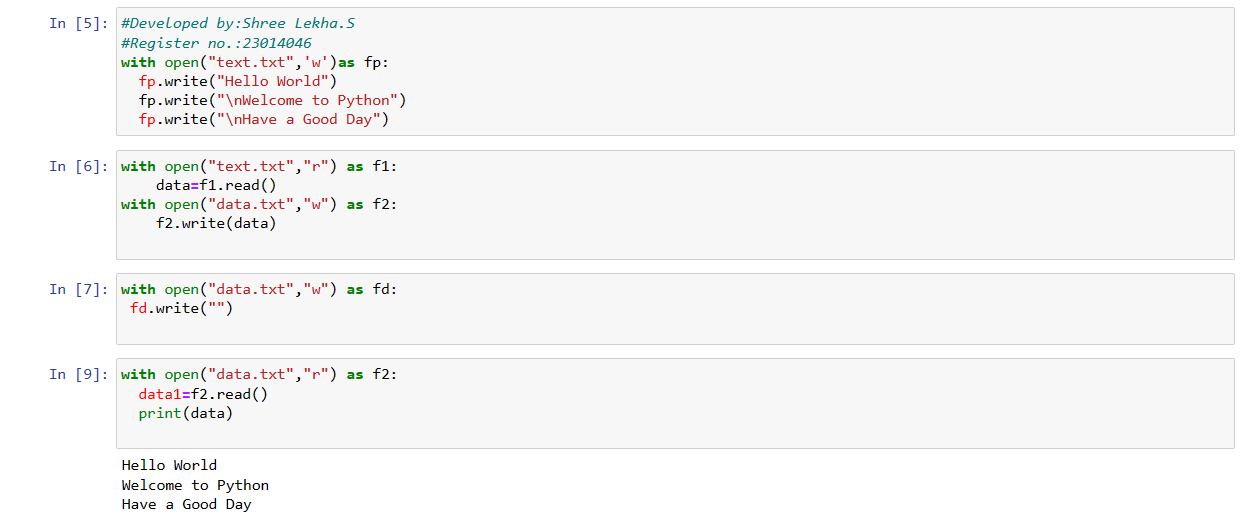 In [5]: #Developed by:Shree Lekha.S
#Register no.:23014046
with open("text.txt",'w')as fp:
  fp.write("Hello World")
  fp.write("\nWelcome to Python")
  fp.write("\nHave a Good Day")
In [6]: with open("text.txt","r") as f1:
    data=f1.read()
with open("data.txt","w") as f2:
    f2.write(data)
In [7]: with open("data.txt","w") as fd:
 fd.write("")
In [9]: with open("data.txt","r") as f2:
  data1=f2.read()
  print(data)
Hello World
Welcome to Python
Have a Good Day